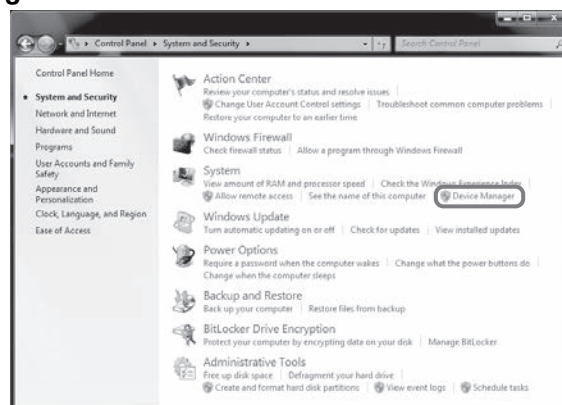 g
Control Panel ▸ System and Security ▸
Search Control Panel
Control Panel Home
System and Security
Network and Internet
Hardware and Sound
Programs
User Accounts and Family
Safety
Appearance and
Personalization
Clock, Language, and Region
Ease of Access
Action Center
Review your computer's status and resolve issues
Change User Account Control settings | Troubleshoot common computer problems
Restore your computer to an earlier time
Windows Firewall
Check firewall status | Allow a program through Windows Firewall
System
View amount of RAM and processor speed | Check the Windows Experience Index
Allow remote access | See the name of this computer | Device Manager
Windows Update
Turn automatic updating on or off | Check for updates | View installed updates
Power Options
Require a password when the computer wakes | Change what the power buttons do
Change when the computer sleeps
Backup and Restore
Back up your computer | Restore files from backup
BitLocker Drive Encryption
Protect your computer by encrypting data on your disk | Manage BitLocker
Administrative Tools
Free up disk space | Defragment your hard drive
Create and format hard disk partitions | View event logs | Schedule tasks